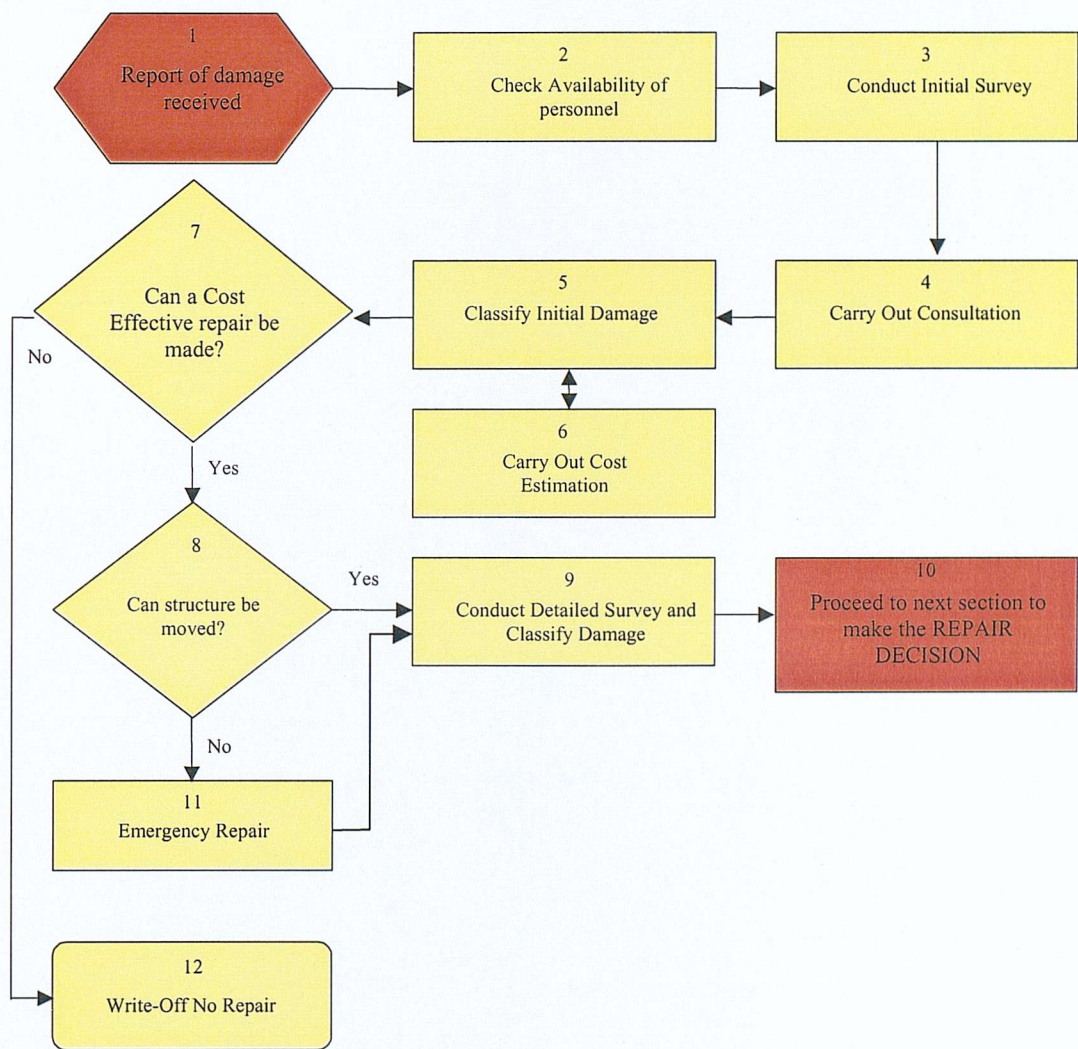 1
Report of damage
received
2
Check Availability of
personnel
3
Conduct Initial Survey
4
Carry Out Consultation
5
Classify Initial Damage
6
Carry Out Cost
Estimation
7
Can a Cost
Effective repair be
made?
No
Yes
8
Can structure be
moved?
Yes
9
Conduct Detailed Survey and
Classify Damage
10
Proceed to next section to
make the REPAIR
DECISION
No
11
Emergency Repair
12
Write-Off No Repair